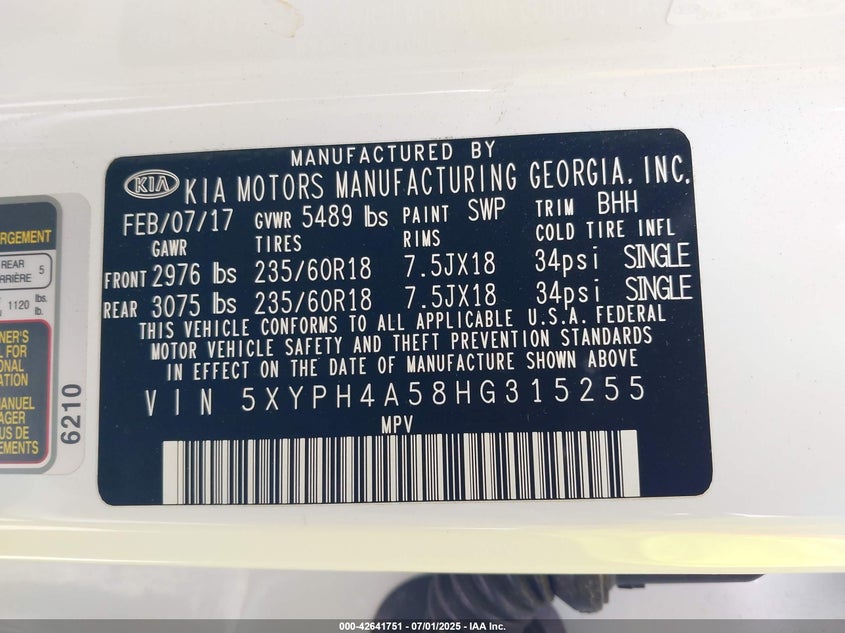 MANUFACTURED BY
KIA KIA MOTORS MANUFACTURING GEORGIA, INC.
FEB/07/17 GVWR 5489 lbs PAINT SWP TRIM BHH
GAWR TIRES RIMS COLD TIRE INFL
FRONT 2976 lbs 235/60R18 7.5JX18 34psi SINGLE
REAR 3075 lbs 235/60R18 7.5JX18 34psi SINGLE
THIS VEHICLE CONFORMS TO ALL APPLICABLE U.S.A. FEDERAL
MOTOR VEHICLE SAFETY AND THEFT PREVENTION STANDARDS
IN EFFECT ON THE DATE OF MANUFACTURE SHOWN ABOVE
VIN 5XYPH4A58HG315255
MPV
REAR 5
1120 lbs.
lb.
FOR
6210
000-42641751 - 07/01/2025 - IAA Inc.